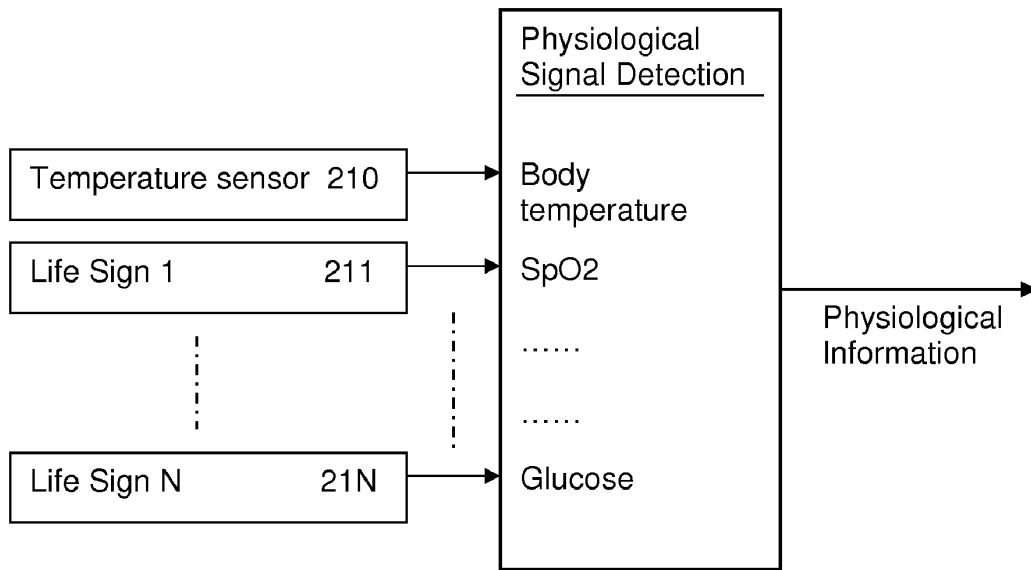 Physiological
Signal Detection
Temperature sensor 210
Body
temperature
Life Sign 1 211
SpO2
Physiological
Information
......
......
Life Sign N 21N
Glucose